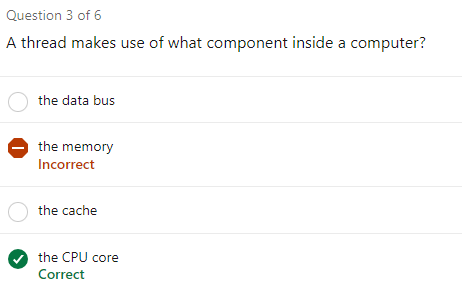 Question 3 of 6
A thread makes use of what component inside a computer?
the data bus
the memory
Incorrect
the cache
the CPU core
Correct